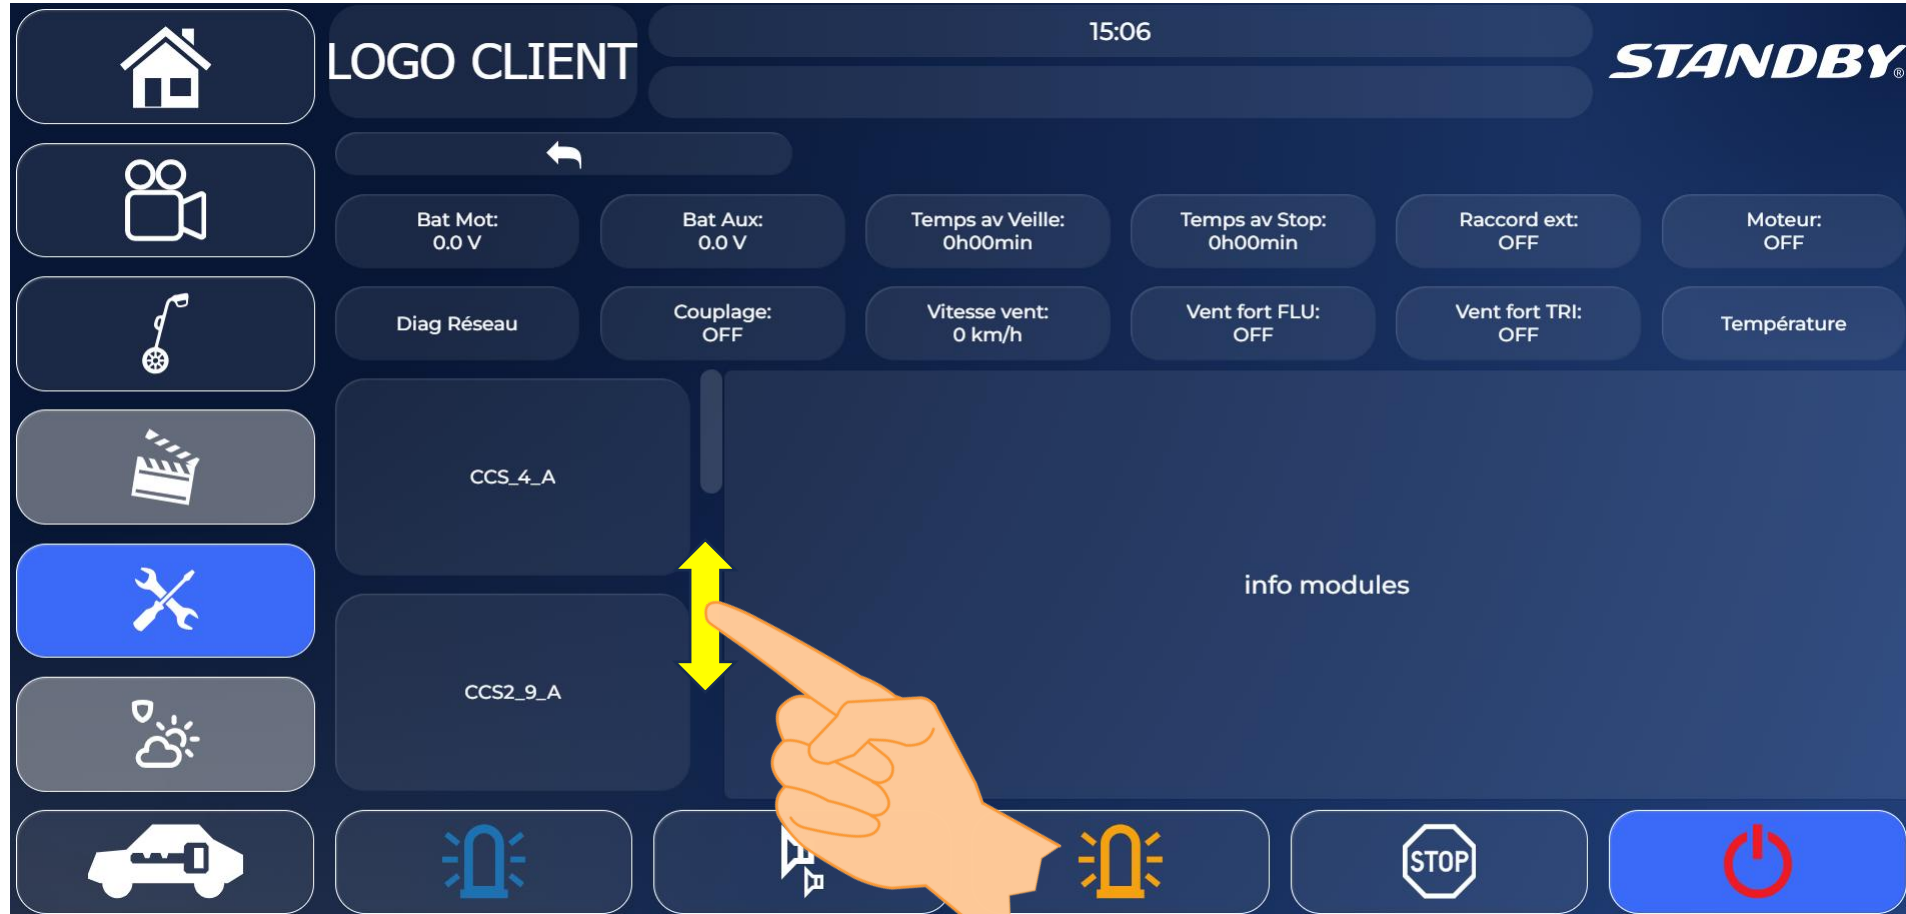 LOGO CLIENT
15:06
STANDBY®
Bat Mot:
0.0 V
Bat Aux:
0.0 V
Temps av Veille:
0h00min
Temps av Stop:
0h00min
Raccord ext:
OFF
Moteur:
OFF
Diag Réseau
Couplage:
OFF
Vitesse vent:
0 km/h
Vent fort FLU:
OFF
Vent fort TRI:
OFF
Température
CCS_4_A
info modules
CCS2_9_A
STOP